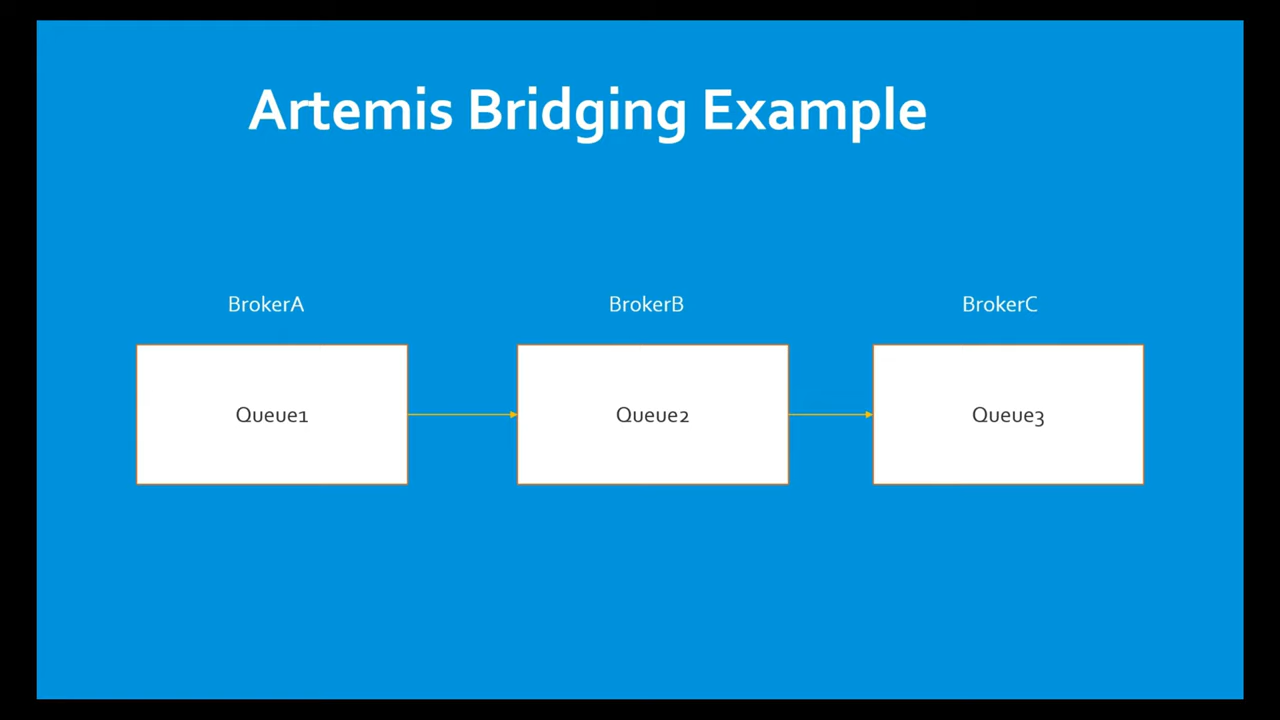 Artemis Bridging Example
BrokerA
BrokerB
BrokerC
Queue1
Queue2
Queue3